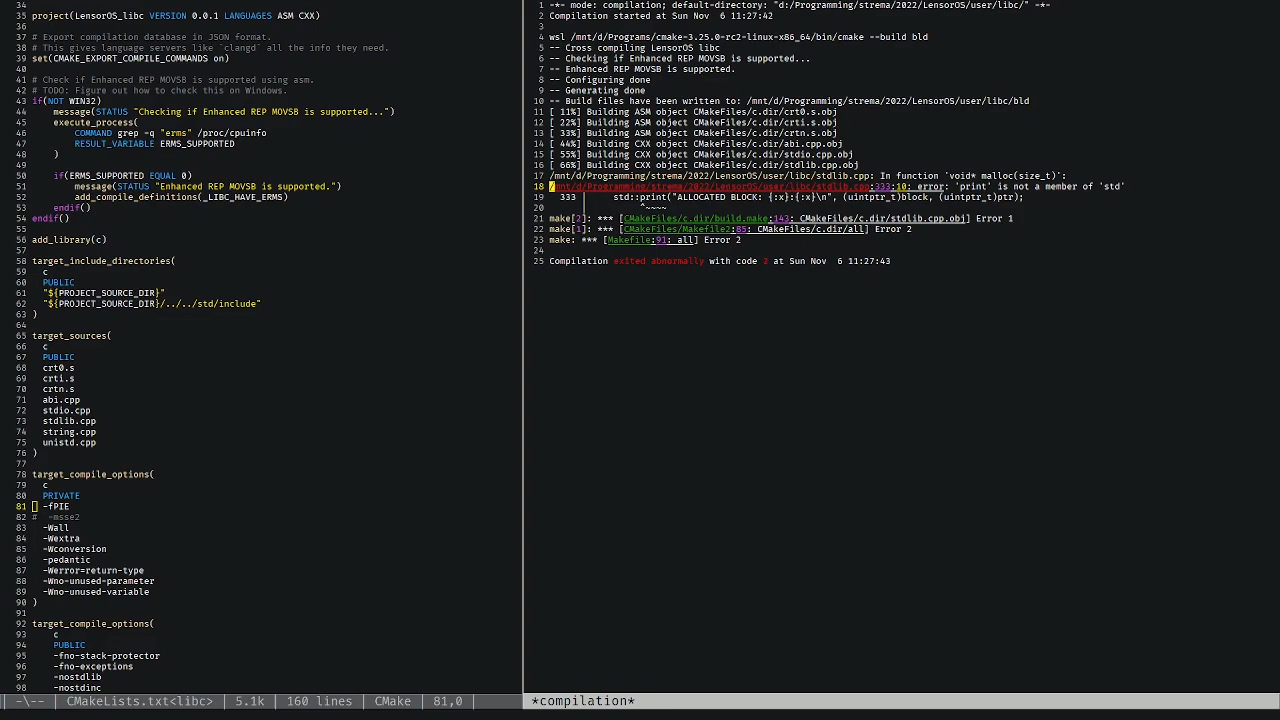 34
35 project(LensorOS_libc VERSION 0.0.1 LANGUAGES ASM CXX)
36
37 # Export compilation database in JSON format.
38 # This gives language servers like `clangd` all the info they need.
39 set(CMAKE_EXPORT_COMPILE_COMMANDS on)
40
41 # Check if Enhanced REP MOVSB is supported using asm.
42 # TODO: Figure out how to check this on Windows.
43 if(NOT WIN32)
44     message(STATUS "Checking if Enhanced REP MOVSB is supported...")
45     execute_process(
46         COMMAND grep -q "erms" /proc/cpuinfo
47         RESULT_VARIABLE ERMS_SUPPORTED
48     )
49
50     if(ERMS_SUPPORTED EQUAL 0)
51         message(STATUS "Enhanced REP MOVSB is supported.")
52         add_compile_definitions(_LIBC_HAVE_ERMS)
53     endif()
54 endif()
55
56 add_library(c)
57
58 target_include_directories(
59   c
60   PUBLIC
61   "${PROJECT_SOURCE_DIR}"
62   "${PROJECT_SOURCE_DIR}/../../std/include"
63 )
64
65 target_sources(
66   c
67   PUBLIC
68   crt0.s
69   crti.s
70   crtn.s
71   abi.cpp
72   stdio.cpp
73   stdlib.cpp
74   string.cpp
75   unistd.cpp
76 )
77
78 target_compile_options(
79   c
80   PRIVATE
81   -fPIE
82 #  -msse2
83   -Wall
84   -Wextra
85   -Wconversion
86   -pedantic
87   -Werror=return-type
88   -Wno-unused-parameter
89   -Wno-unused-variable
90 )
91
92 target_compile_options(
93     c
94     PUBLIC
95     -fno-stack-protector
96     -fno-exceptions
97     -nostdlib
98     -nostdinc
-\-- CMakeLists.txt<libc> 5.1k 160 lines CMake 81,0
1 -*- mode: compilation; default-directory: "d:/Programming/strema/2022/LensorOS/user/libc/" -*-
2 Compilation started at Sun Nov  6 11:27:42
3
4 wsl /mnt/d/Programs/cmake-3.25.0-rc2-linux-x86_64/bin/cmake --build bld
5 -- Cross compiling LensorOS libc
6 -- Checking if Enhanced REP MOVSB is supported...
7 -- Enhanced REP MOVSB is supported.
8 -- Configuring done
9 -- Generating done
10 -- Build files have been written to: /mnt/d/Programming/strema/2022/LensorOS/user/libc/bld
11 [ 11%] Building ASM object CMakeFiles/c.dir/crt0.s.obj
12 [ 22%] Building ASM object CMakeFiles/c.dir/crti.s.obj
13 [ 33%] Building ASM object CMakeFiles/c.dir/crtn.s.obj
14 [ 44%] Building CXX object CMakeFiles/c.dir/abi.cpp.obj
15 [ 55%] Building CXX object CMakeFiles/c.dir/stdio.cpp.obj
16 [ 66%] Building CXX object CMakeFiles/c.dir/stdlib.cpp.obj
17 /mnt/d/Programming/strema/2022/LensorOS/user/libc/stdlib.cpp: In function 'void* malloc(size_t)':
18 /mnt/d/Programming/strema/2022/LensorOS/user/libc/stdlib.cpp:333:10: error: 'print' is not a member of 'std'
19   333 |     std::print("ALLOCATED BLOCK: {:x}:{:x}\n", (uintptr_t)block, (uintptr_t)ptr);
20       |          ^~~~~
21 make[2]: *** [CMakeFiles/c.dir/build.make:143: CMakeFiles/c.dir/stdlib.cpp.obj] Error 1
22 make[1]: *** [CMakeFiles/Makefile2:85: CMakeFiles/c.dir/all] Error 2
23 make: *** [Makefile:91: all] Error 2
24
25 Compilation exited abnormally with code 2 at Sun Nov  6 11:27:43
*compilation*